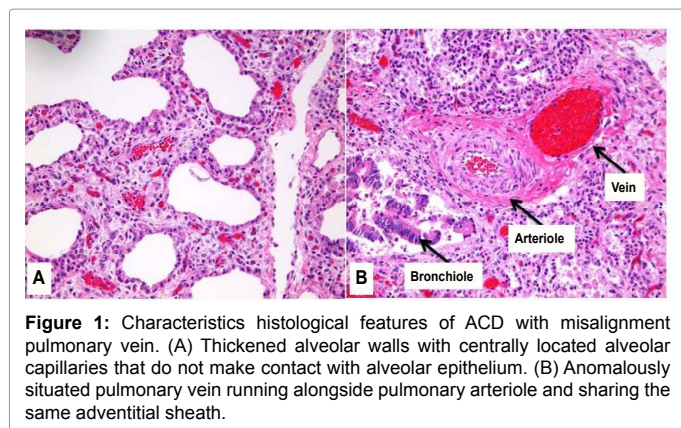 A
B
Vein
Arteriole
Bronchiole
Figure 1: Characteristics histological features of ACD with misalignment
pulmonary vein. (A) Thickened alveolar walls with centrally located alveolar
capillaries that do not make contact with alveolar epithelium. (B) Anomalously
situated pulmonary vein running alongside pulmonary arteriole and sharing the
same adventitial sheath.